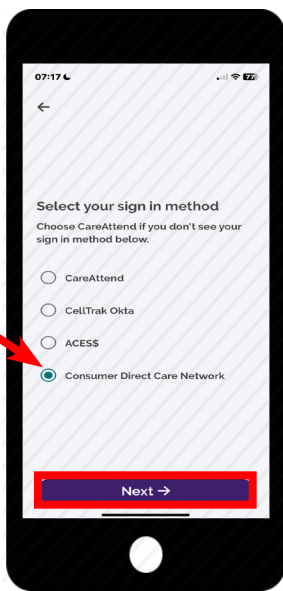 07:17
77
←
Select your sign in method
Choose CareAttend if you don't see your
sign in method below.
CareAttend
CellTrak Okta
ACES$
Consumer Direct Care Network
Next →